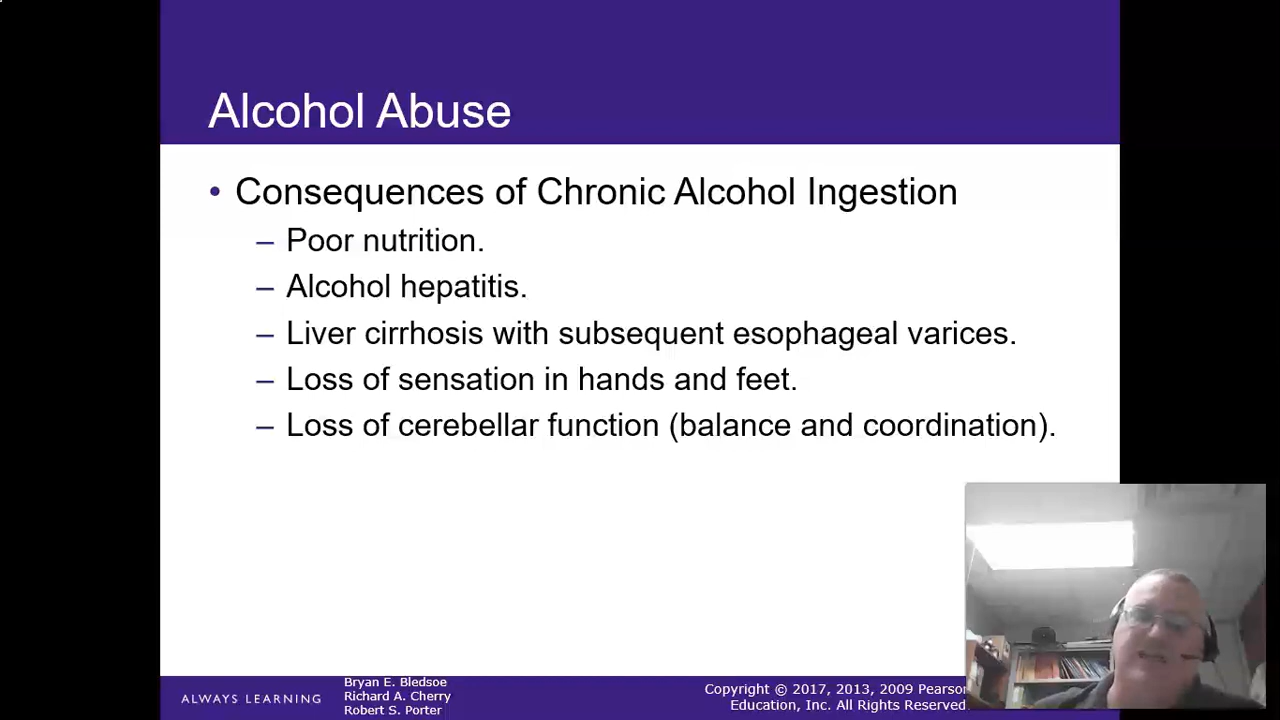 Alcohol Abuse
• Consequences of Chronic Alcohol Ingestion
– Poor nutrition.
– Alcohol hepatitis.
– Liver cirrhosis with subsequent esophageal varices.
– Loss of sensation in hands and feet.
– Loss of cerebellar function (balance and coordination).
ALWAYS LEARNING
Bryan E. Bledsoe
Richard A. Cherry
Robert S. Porter
Copyright © 2017, 2013, 2009 Pearson
Education, Inc. All Rights Reserved